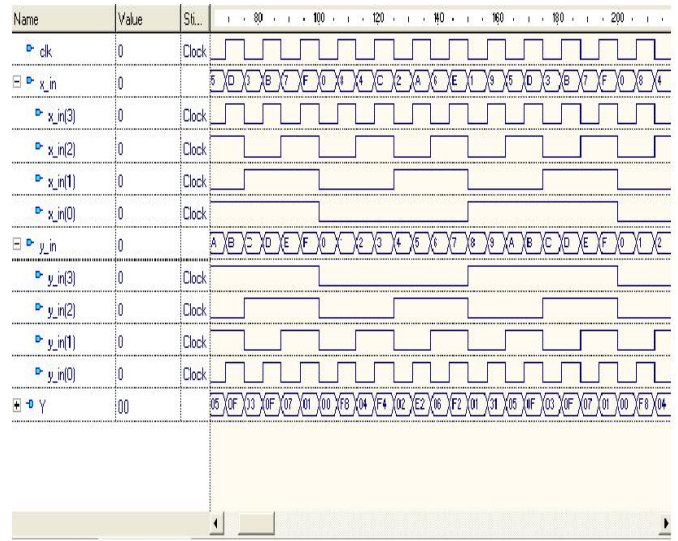 Name Value Sti... 80 100 120 140 160 180 200
clk 0 Clock
x_in 0 5 D 3 B 7 F 0 8 4 C 2 A 6 E 1 9 5 D 3 B 7 F 0 8 4
x_in(3) 0 Clock
x_in(2) 0 Clock
x_in(1) 0 Clock
x_in(0) 0 Clock
y_in 0 A B C D E F 0 1 2 3 4 5 6 7 8 9 A B C D E F 0 1 2
y_in(3) 0 Clock
y_in(2) 0 Clock
y_in(1) 0 Clock
y_in(0) 0 Clock
Y 00 05 0F 0F 07 01 00 F8 04 F4 02 E2 06 F2 01 31 05 0F 03 0F 07 01 00 F8 04